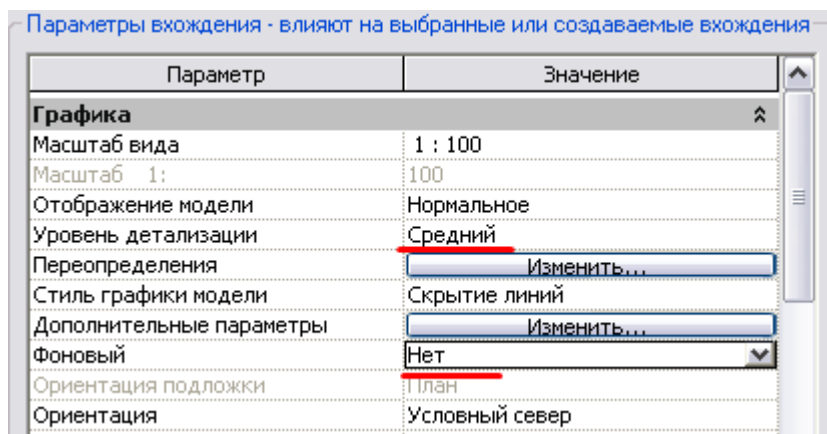 Параметры вхождения - влияют на выбранные или создаваемые вхождения
Параметр Значение
Графика
Масштаб вида 1 : 100
Масштаб 1: 100
Отображение модели Нормальное
Уровень детализации Средний
Переопределения Изменить...
Стиль графики модели Скрытие линий
Дополнительные параметры Изменить...
Фоновый Нет
Ориентация подложки План
Ориентация Условный север